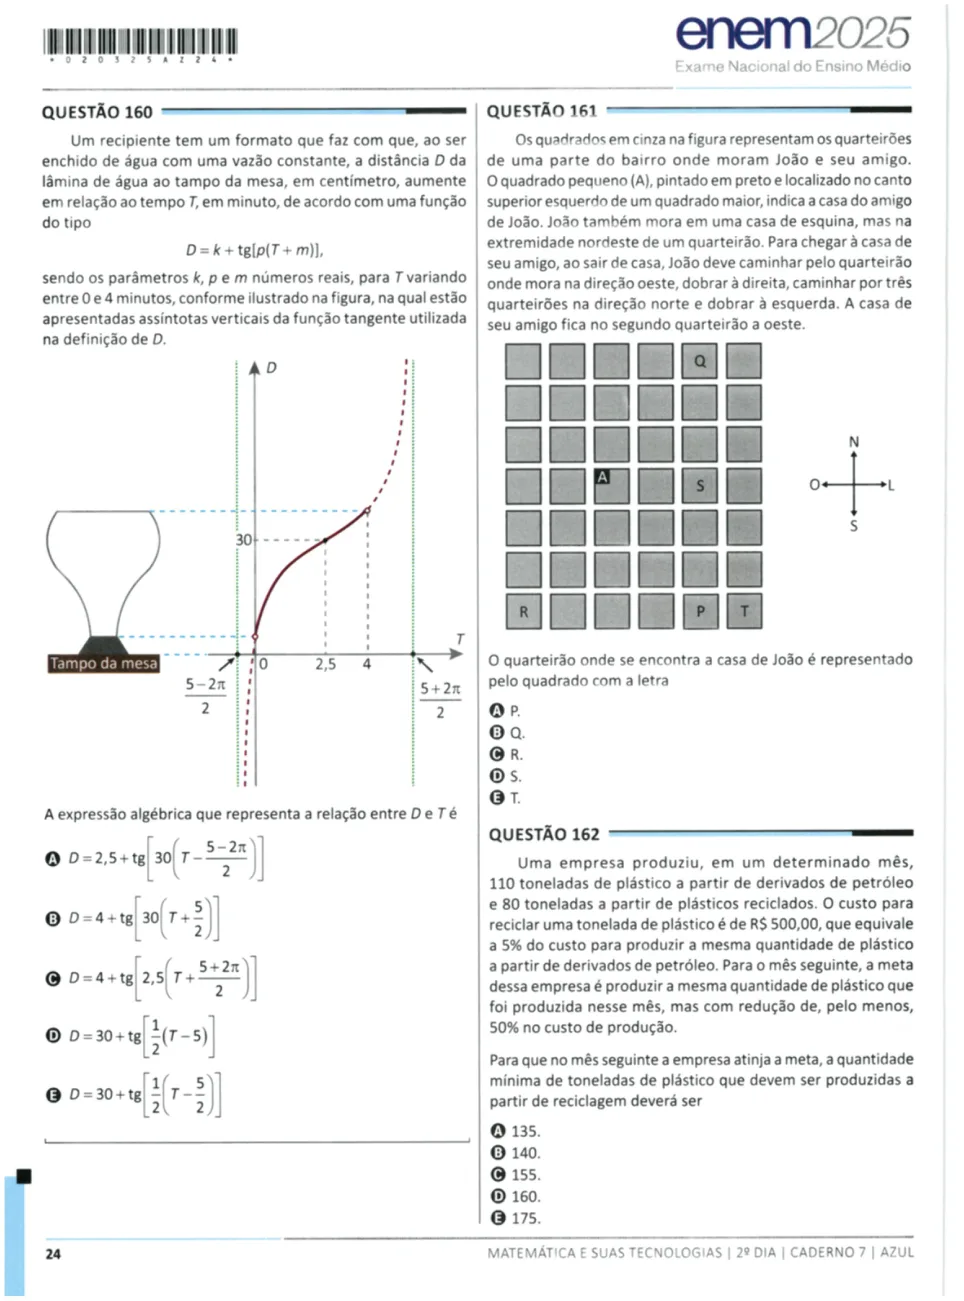 *020325AZ24*
enem2025
Exame Nacional do Ensino Médio
QUESTÃO 160
Um recipiente tem um formato que faz com que, ao ser
enchido de água com uma vazão constante, a distância D da
lâmina de água ao tampo da mesa, em centímetro, aumente
em relação ao tempo T, em minuto, de acordo com uma função
do tipo
D = k + tg[p(T + m)],
sendo os parâmetros k, p e m números reais, para T variando
entre 0 e 4 minutos, conforme ilustrado na figura, na qual estão
apresentadas assíntotas verticais da função tangente utilizada
na definição de D.
D
30
T
Tampo da mesa
0
2,5
4
5 – 2π
2
5 + 2π
2
A expressão algébrica que representa a relação entre D e T é
A D = 2,5 + tg[30(T – (5 – 2π)/2)]
B D = 4 + tg[30(T + 5/2)]
C D = 4 + tg[2,5(T + (5 + 2π)/2)]
D D = 30 + tg[1/2(T – 5)]
E D = 30 + tg[1/2(T – 5/2)]
QUESTÃO 161
Os quadrados em cinza na figura representam os quarteirões
de uma parte do bairro onde moram João e seu amigo.
O quadrado pequeno (A), pintado em preto e localizado no canto
superior esquerdo de um quadrado maior, indica a casa do amigo
de João. João também mora em uma casa de esquina, mas na
extremidade nordeste de um quarteirão. Para chegar à casa de
seu amigo, ao sair de casa, João deve caminhar pelo quarteirão
onde mora na direção oeste, dobrar à direita, caminhar por três
quarteirões na direção norte e dobrar à esquerda. A casa de
seu amigo fica no segundo quarteirão a oeste.
Q
A
S
R
P
T
N
O
L
S
O quarteirão onde se encontra a casa de João é representado
pelo quadrado com a letra
A P.
B Q.
C R.
D S.
E T.
QUESTÃO 162
Uma empresa produziu, em um determinado mês,
110 toneladas de plástico a partir de derivados de petróleo
e 80 toneladas a partir de plásticos reciclados. O custo para
reciclar uma tonelada de plástico é de R$ 500,00, que equivale
a 5% do custo para produzir a mesma quantidade de plástico
a partir de derivados de petróleo. Para o mês seguinte, a meta
dessa empresa é produzir a mesma quantidade de plástico que
foi produzida nesse mês, mas com redução de, pelo menos,
50% no custo de produção.
Para que no mês seguinte a empresa atinja a meta, a quantidade
mínima de toneladas de plástico que devem ser produzidas a
partir de reciclagem deverá ser
A 135.
B 140.
C 155.
D 160.
E 175.
24
MATEMÁTICA E SUAS TECNOLOGIAS | 2º DIA | CADERNO 7 | AZUL